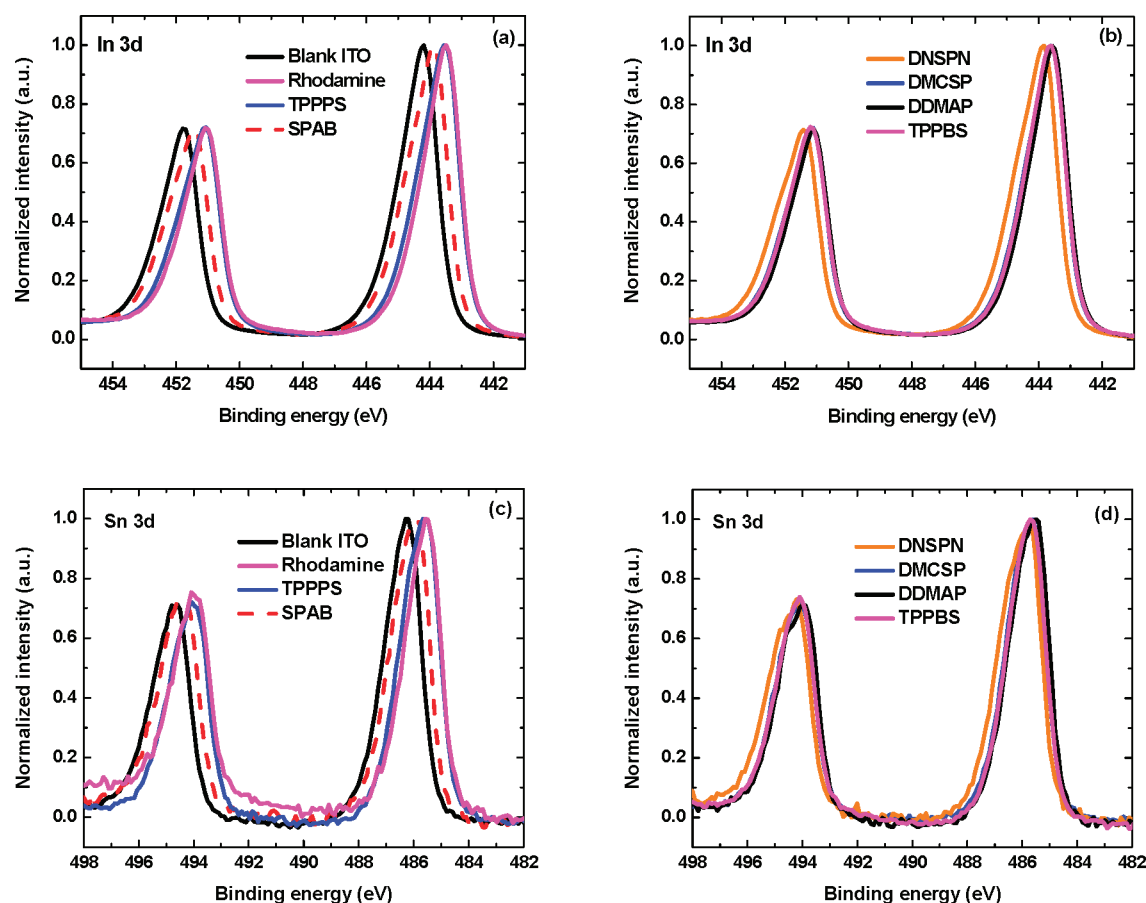 In 3d
(a)
Blank ITO
Rhodamine
TPPPS
SPAB
Normalized intensity (a.u.)
1.0
0.8
0.6
0.4
0.2
0.0
454 452 450 448 446 444 442
Binding energy (eV)
In 3d
(b)
DNSPN
DMCSP
DDMAP
TPPBS
Normalized intensity (a.u.)
1.0
0.8
0.6
0.4
0.2
0.0
454 452 450 448 446 444 442
Binding energy (eV)
Sn 3d
(c)
Blank ITO
Rhodamine
TPPPS
SPAB
Normalized intensity (a.u.)
1.0
0.8
0.6
0.4
0.2
0.0
498 496 494 492 490 488 486 484 482
Binding energy (eV)
Sn 3d
(d)
DNSPN
DMCSP
DDMAP
TPPBS
Normalized intensity (a.u.)
1.0
0.8
0.6
0.4
0.2
0.0
498 496 494 492 490 488 486 484 482
Binding energy (eV)